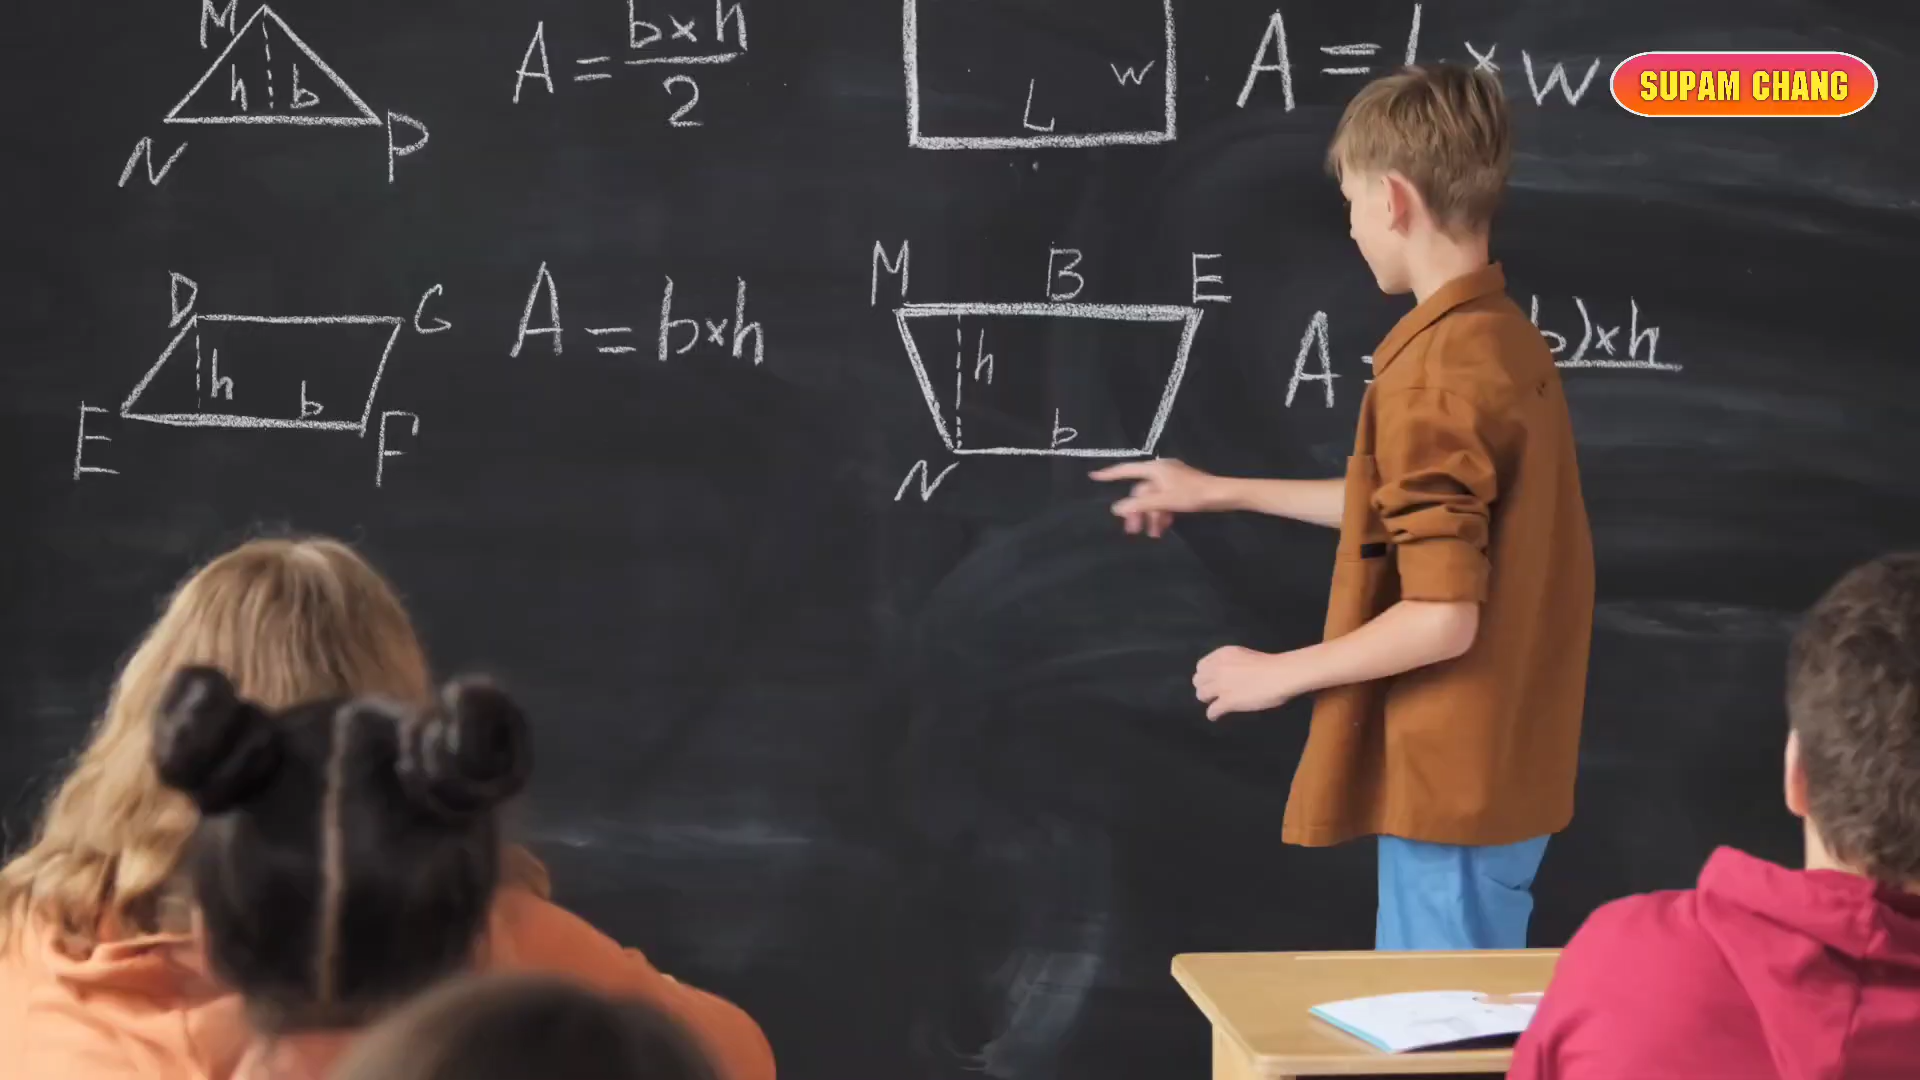 M
h b
N P
A = b×h
2
W
L
A = L × W
SUPAM CHANG
D G
h b
E F
A = b×h
M B E
h
b
N
A =
b)×h